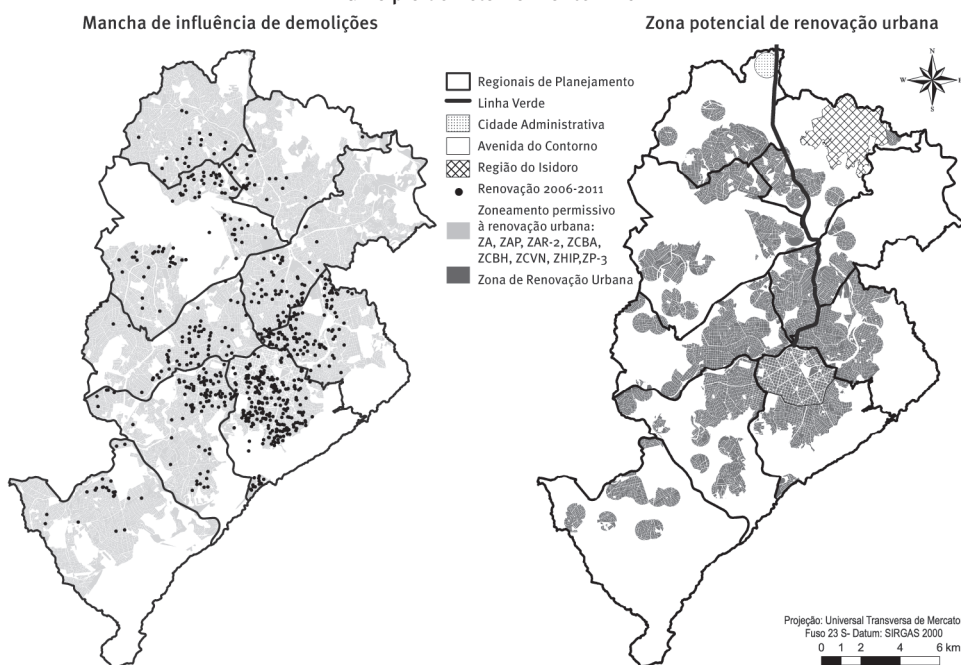 Mancha de influência de demolições
Zona potencial de renovação urbana
Regionais de Planejamento
Linha Verde
Cidade Administrativa
Avenida do Contorno
Região do Isidoro
Renovação 2006-2011
Zoneamento permissivo
à renovação urbana:
ZA, ZAP, ZAR-2, ZCBA,
ZCBH, ZCVN, ZHIP,ZP-3
Zona de Renovação Urbana
N
W
E
S
Projeção: Universal Transversa de Mercato
Fuso 23 S- Datum: SIRGAS 2000
0 1 2 4 6 km